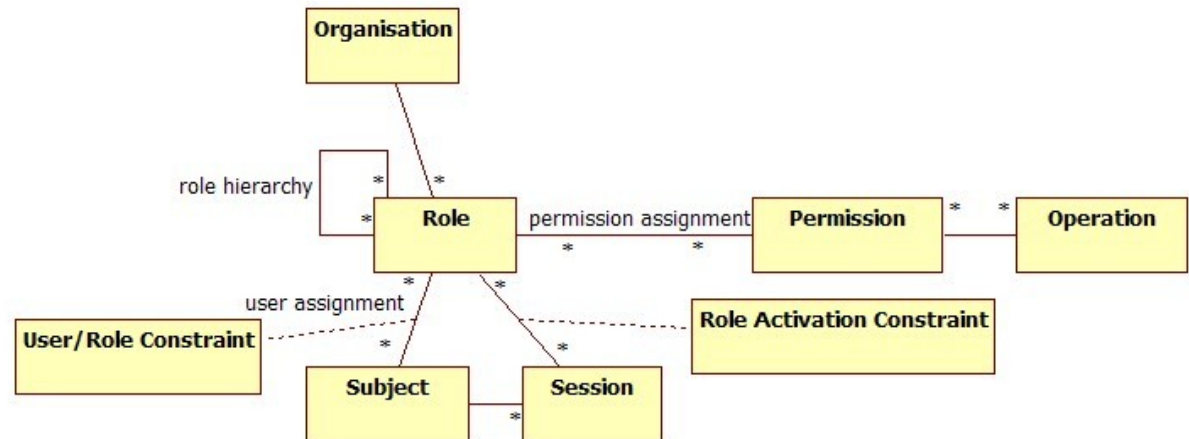 Organisation
role hierarchy
*
*
*
Role
permission assignment
*
*
Permission
*
*
Operation
*
*
user assignment
User/Role Constraint
Role Activation Constraint
*
*
Subject
*
Session